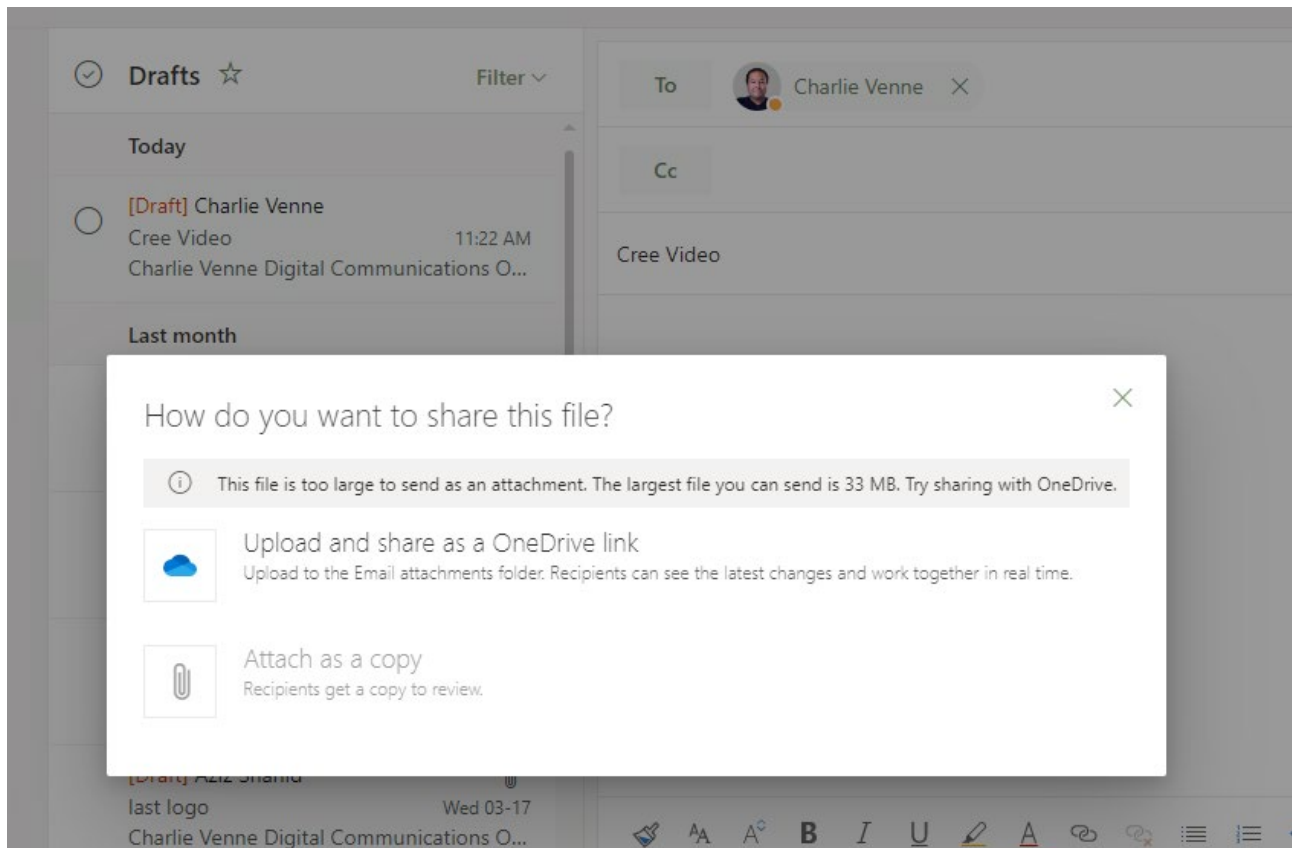 Drafts
Filter
Today
[Draft] Charlie Venne
Cree Video 11:22 AM
Charlie Venne Digital Communications O...
Last month
To Charlie Venne
Cc
Cree Video
How do you want to share this file?
This file is too large to send as an attachment. The largest file you can send is 33 MB. Try sharing with OneDrive.
Upload and share as a OneDrive link
Upload to the Email attachments folder. Recipients can see the latest changes and work together in real time.
Attach as a copy
Recipients get a copy to review.
[Draft] Aziz Shahid
last logo Wed 03-17
Charlie Venne Digital Communications O...
B I U A